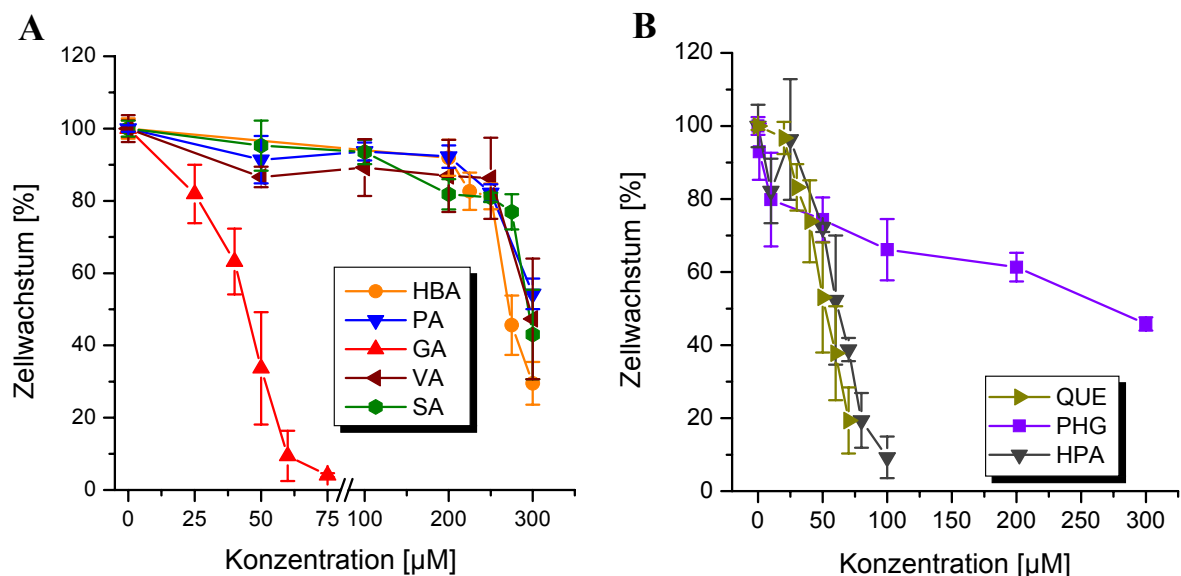 A
Zellwachstum [%]
120
100
80
60
40
20
0
HBA
PA
GA
VA
SA
0 25 50 75 100 200 300
Konzentration [µM]
B
Zellwachstum [%]
120
100
80
60
40
20
0
QUE
PHG
HPA
0 50 100 150 200 250 300
Konzentration [µM]